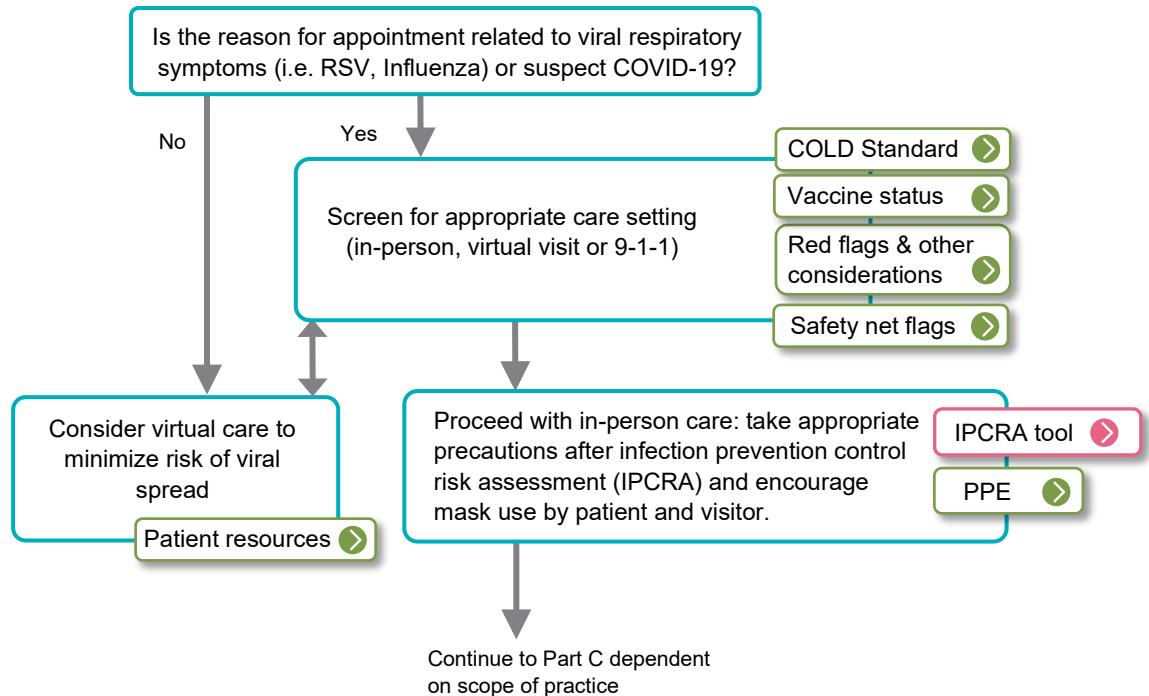 Is the reason for appointment related to viral respiratory
symptoms (i.e. RSV, Influenza) or suspect COVID-19?
No
Yes
COLD Standard
Vaccine status
Red flags & other
considerations
Safety net flags
Screen for appropriate care setting
(in-person, virtual visit or 9-1-1)
Consider virtual care to
minimize risk of viral
spread
Patient resources
Proceed with in-person care: take appropriate
precautions after infection prevention control
risk assessment (IPCRA) and encourage
mask use by patient and visitor.
IPCRA tool
PPE
Continue to Part C dependent
on scope of practice